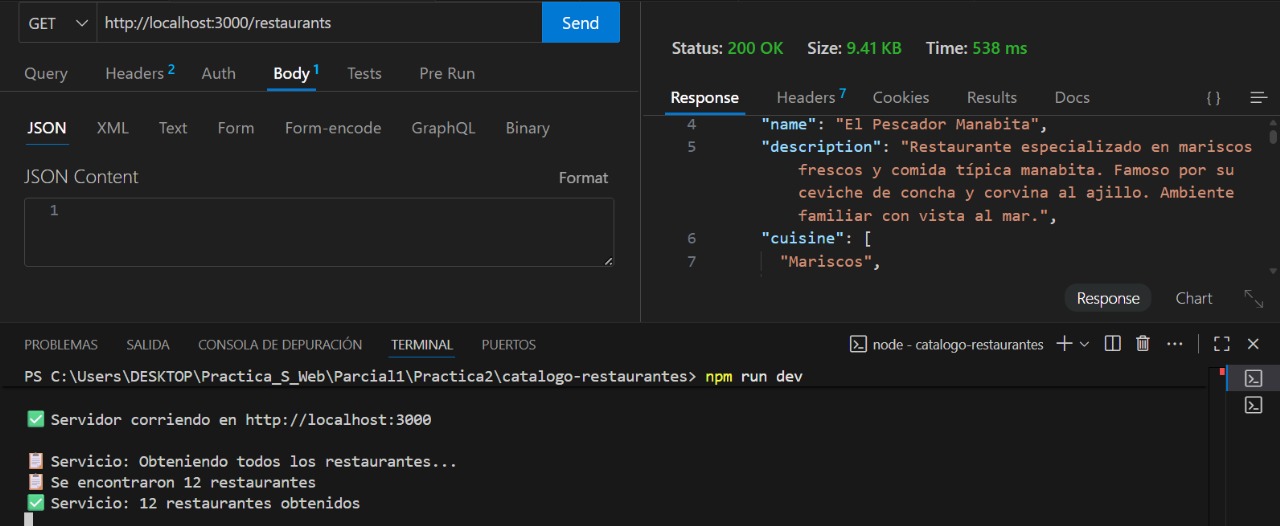 GET http://localhost:3000/restaurants Send
Query Headers 2 Auth Body 1 Tests Pre Run
JSON XML Text Form Form-encode GraphQL Binary
JSON Content Format
1
Status: 200 OK Size: 9.41 KB Time: 538 ms
Response Headers 7 Cookies Results Docs { }
4 "name": "El Pescador Manabita",
5 "description": "Restaurante especializado en mariscos
frescos y comida típica manabita. Famoso por su
ceviche de concha y corvina al ajillo. Ambiente
familiar con vista al mar.",
6 "cuisine": [
7 "Mariscos",
Response Chart
PROBLEMAS SALIDA CONSOLA DE DEPURACIÓN TERMINAL PUERTOS node - catalogo-restaurantes
PS C:\Users\DESKTOP\Practica_S_Web\Parcial1\Practica2\catalogo-restaurantes> npm run dev
✅ Servidor corriendo en http://localhost:3000
📋 Servicio: Obteniendo todos los restaurantes...
📋 Se encontraron 12 restaurantes
✅ Servicio: 12 restaurantes obtenidos